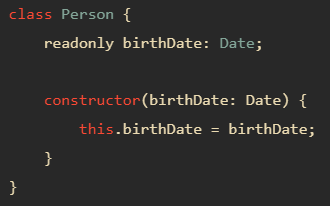 class Person {
    readonly birthDate: Date;

    constructor(birthDate: Date) {
        this.birthDate = birthDate;
    }
}